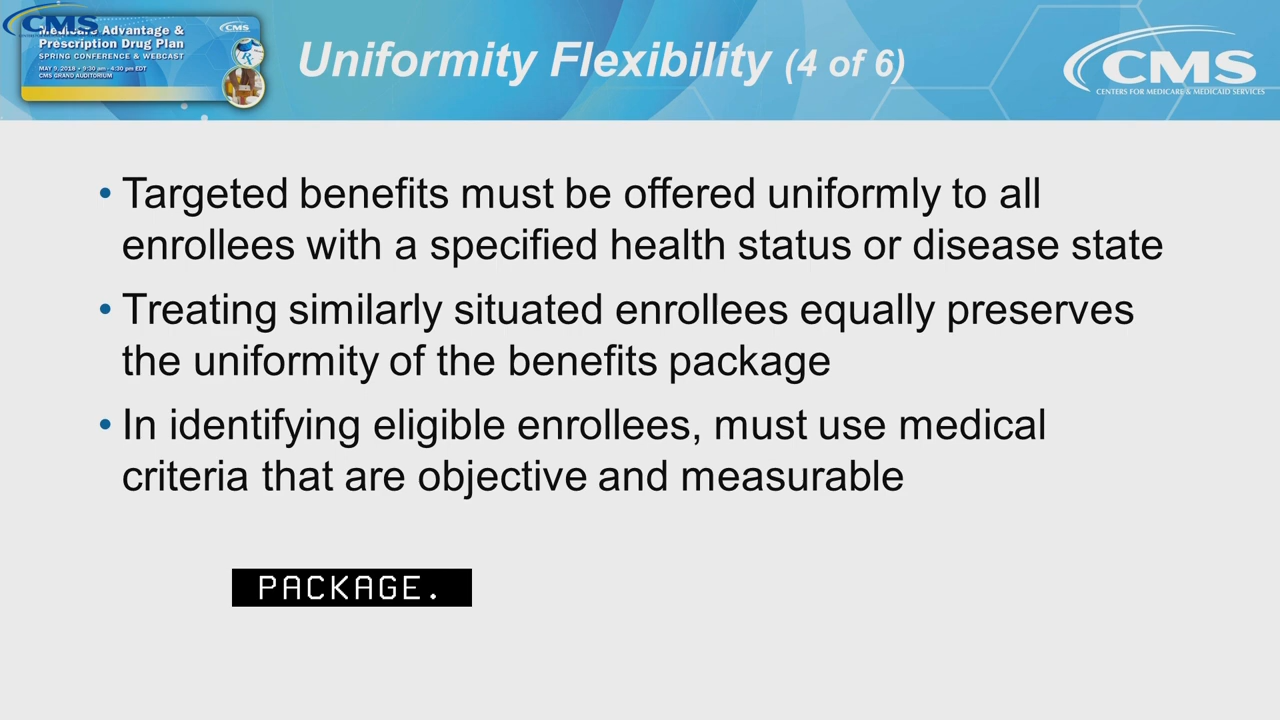 CMS
Medicare Advantage &
Prescription Drug Plan
SPRING CONFERENCE & WEBCAST
MAY 9, 2018 • 9:30 am - 4:30 pm EDT
CMS GRAND AUDITORIUM
CMS
Uniformity Flexibility (4 of 6)
CMS
CENTERS FOR MEDICARE & MEDICAID SERVICES
• Targeted benefits must be offered uniformly to all
enrollees with a specified health status or disease state
• Treating similarly situated enrollees equally preserves
the uniformity of the benefits package
• In identifying eligible enrollees, must use medical
criteria that are objective and measurable
PACKAGE.